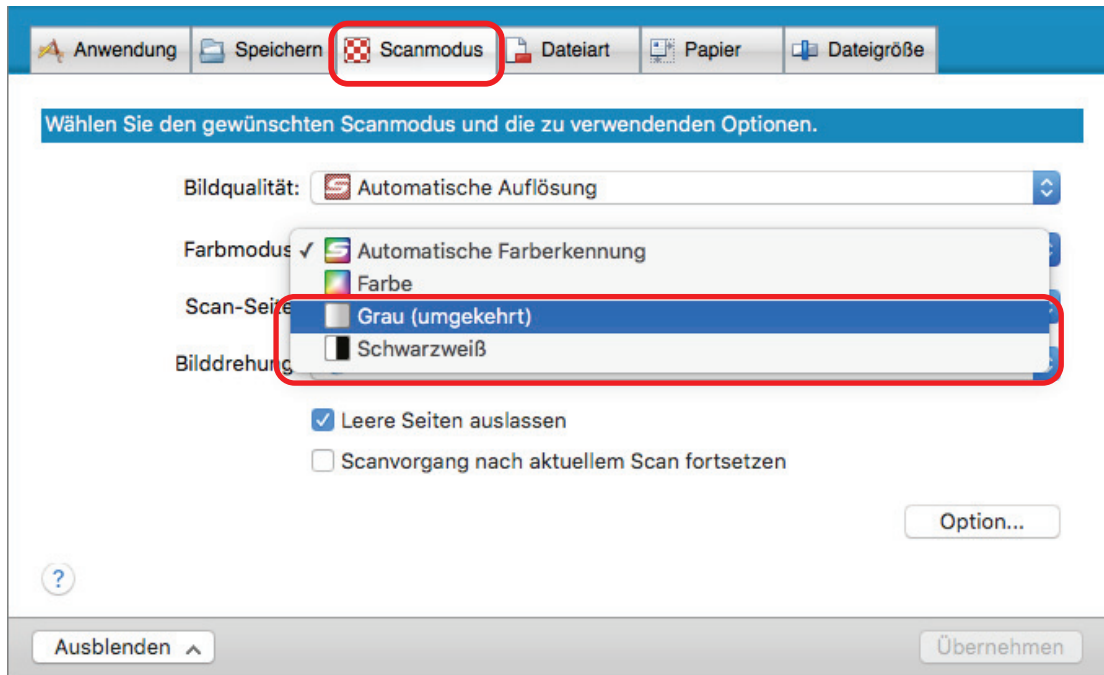 Anwendung Speichern Scanmodus Dateiart Papier Dateigröße
Wählen Sie den gewünschten Scanmodus und die zu verwendenden Optionen.
Bildqualität: Automatische Auflösung
Farbmodus ✓ Automatische Farberkennung
Farbe
Scan-Seite Grau (umgekehrt)
Schwarzweiß
Bilddrehung
Leere Seiten auslassen
Scanvorgang nach aktuellem Scan fortsetzen
Option...
?
Ausblenden Übernehmen